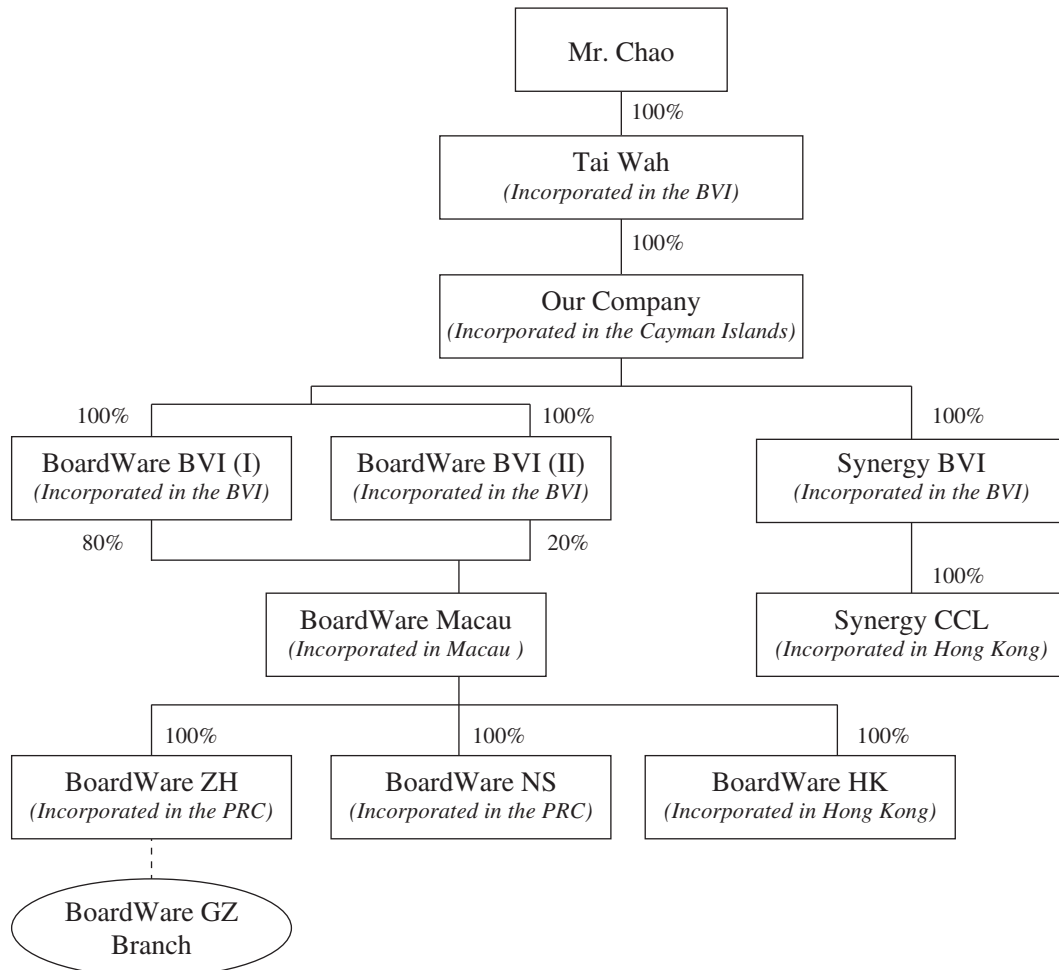 Mr. Chao
100%
Tai Wah
(Incorporated in the BVI)
100%
Our Company
(Incorporated in the Cayman Islands)
100%
100%
100%
BoardWare BVI (I)
(Incorporated in the BVI)
BoardWare BVI (II)
(Incorporated in the BVI)
Synergy BVI
(Incorporated in the BVI)
80%
20%
100%
BoardWare Macau
(Incorporated in Macau )
Synergy CCL
(Incorporated in Hong Kong)
100%
100%
100%
BoardWare ZH
(Incorporated in the PRC)
BoardWare NS
(Incorporated in the PRC)
BoardWare HK
(Incorporated in Hong Kong)
BoardWare GZ
Branch